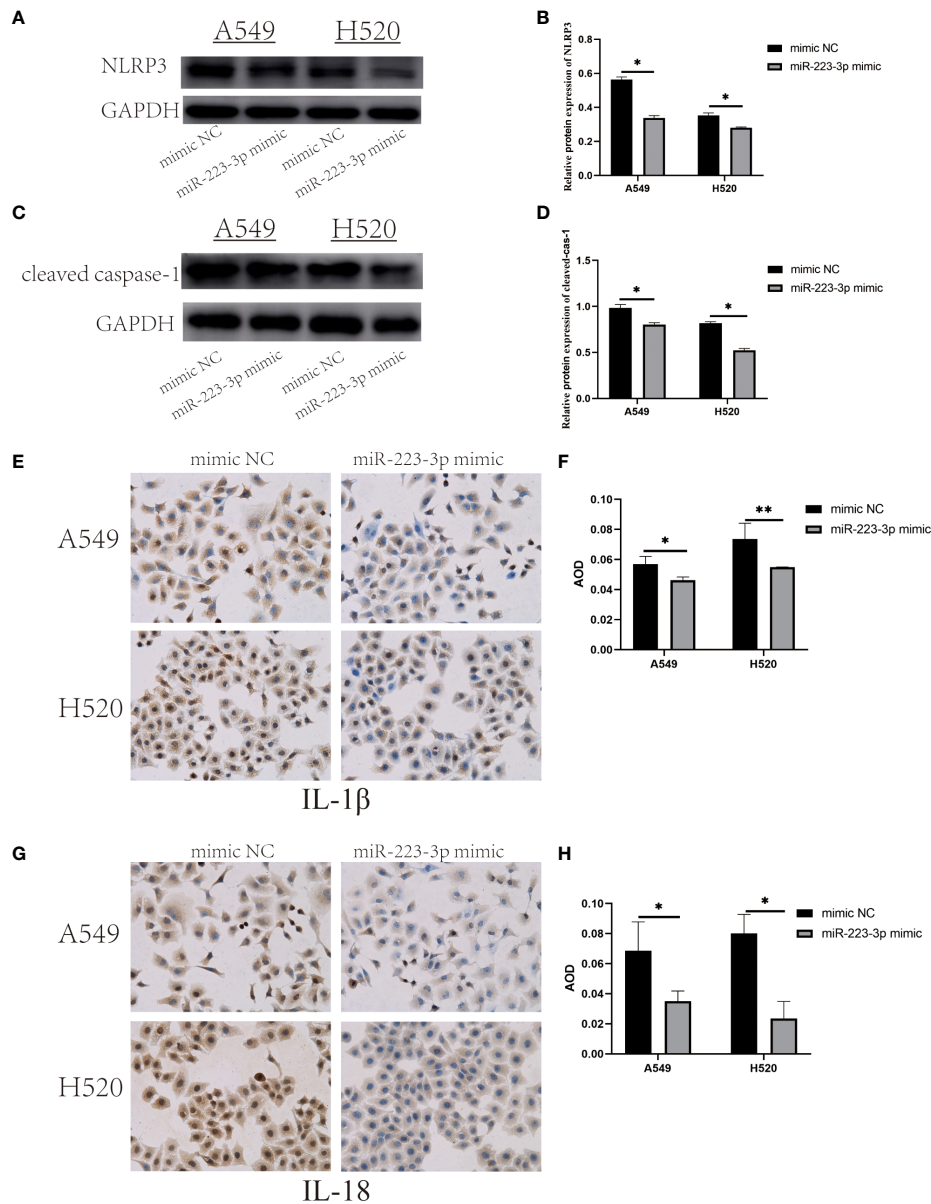 A
A549 H520
NLRP3
GAPDH
mimic NC
miR-223-3p mimic
mimic NC
miR-223-3p mimic
B
Relative protein expression of NLRP3
0.8
0.6
0.4
0.2
0.0
*
*
A549 H520
mimic NC
miR-223-3p mimic
C
A549 H520
cleaved caspase-1
GAPDH
mimic NC
miR-223-3p mimic
mimic NC
miR-223-3p mimic
D
Relative protein expression of cleaved-cas-1
1.5
1.0
0.5
0.0
*
*
A549 H520
mimic NC
miR-223-3p mimic
E
mimic NC miR-223-3p mimic
A549
H520
IL-1β
F
AOD
0.10
0.08
0.06
0.04
0.02
0.00
*
**
A549 H520
mimic NC
miR-223-3p mimic
G
mimic NC miR-223-3p mimic
A549
H520
IL-18
H
AOD
0.10
0.08
0.06
0.04
0.02
0.00
*
*
A549 H520
mimic NC
miR-223-3p mimic